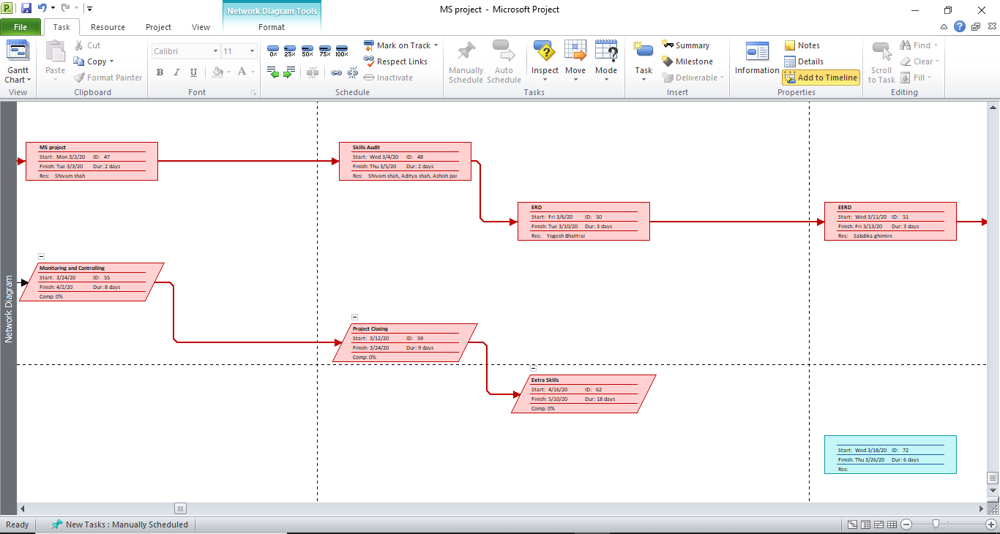 MS project - Microsoft Project
Network Diagram Tools
File Task Resource Project View Format
Gantt Chart
View
Paste
Cut
Copy
Format Painter
Clipboard
Calibri 11
B I U A
Font
0% 25% 50% 75% 100%
Mark on Track
Respect Links
Inactivate
Schedule
Manually Schedule
Auto Schedule
Inspect
Move
Mode
Tasks
Task
Summary
Milestone
Deliverable
Insert
Information
Notes
Details
Add to Timeline
Properties
Scroll to Task
Find
Clear
Fill
Editing
Network Diagram
MS project
Start: Mon 3/2/20 ID: 47
Finish: Tue 3/3/20 Dur: 2 days
Res: Shivam shah
Skills Audit
Start: Wed 3/4/20 ID: 48
Finish: Thu 3/5/20 Dur: 2 days
Res: Shivam shah, Aditya shah, Ashish par
ERD
Start: Fri 3/6/20 ID: 50
Finish: Tue 3/10/20 Dur: 3 days
Res: Yogesh Bhattrai
EERD
Start: Wed 3/11/20 ID: 51
Finish: Fri 3/13/20 Dur: 3 days
Res: Sabdika ghimire
Monitoring and Controlling
Start: 3/24/20 ID: 55
Finish: 4/2/20 Dur: 8 days
Comp: 0%
Project Closing
Start: 3/12/20 ID: 59
Finish: 3/24/20 Dur: 9 days
Comp: 0%
Extra Skills
Start: 4/16/20 ID: 62
Finish: 5/10/20 Dur: 18 days
Comp: 0%
Start: Wed 3/18/20 ID: 72
Finish: Thu 3/26/20 Dur: 6 days
Res:
Ready New Tasks : Manually Scheduled